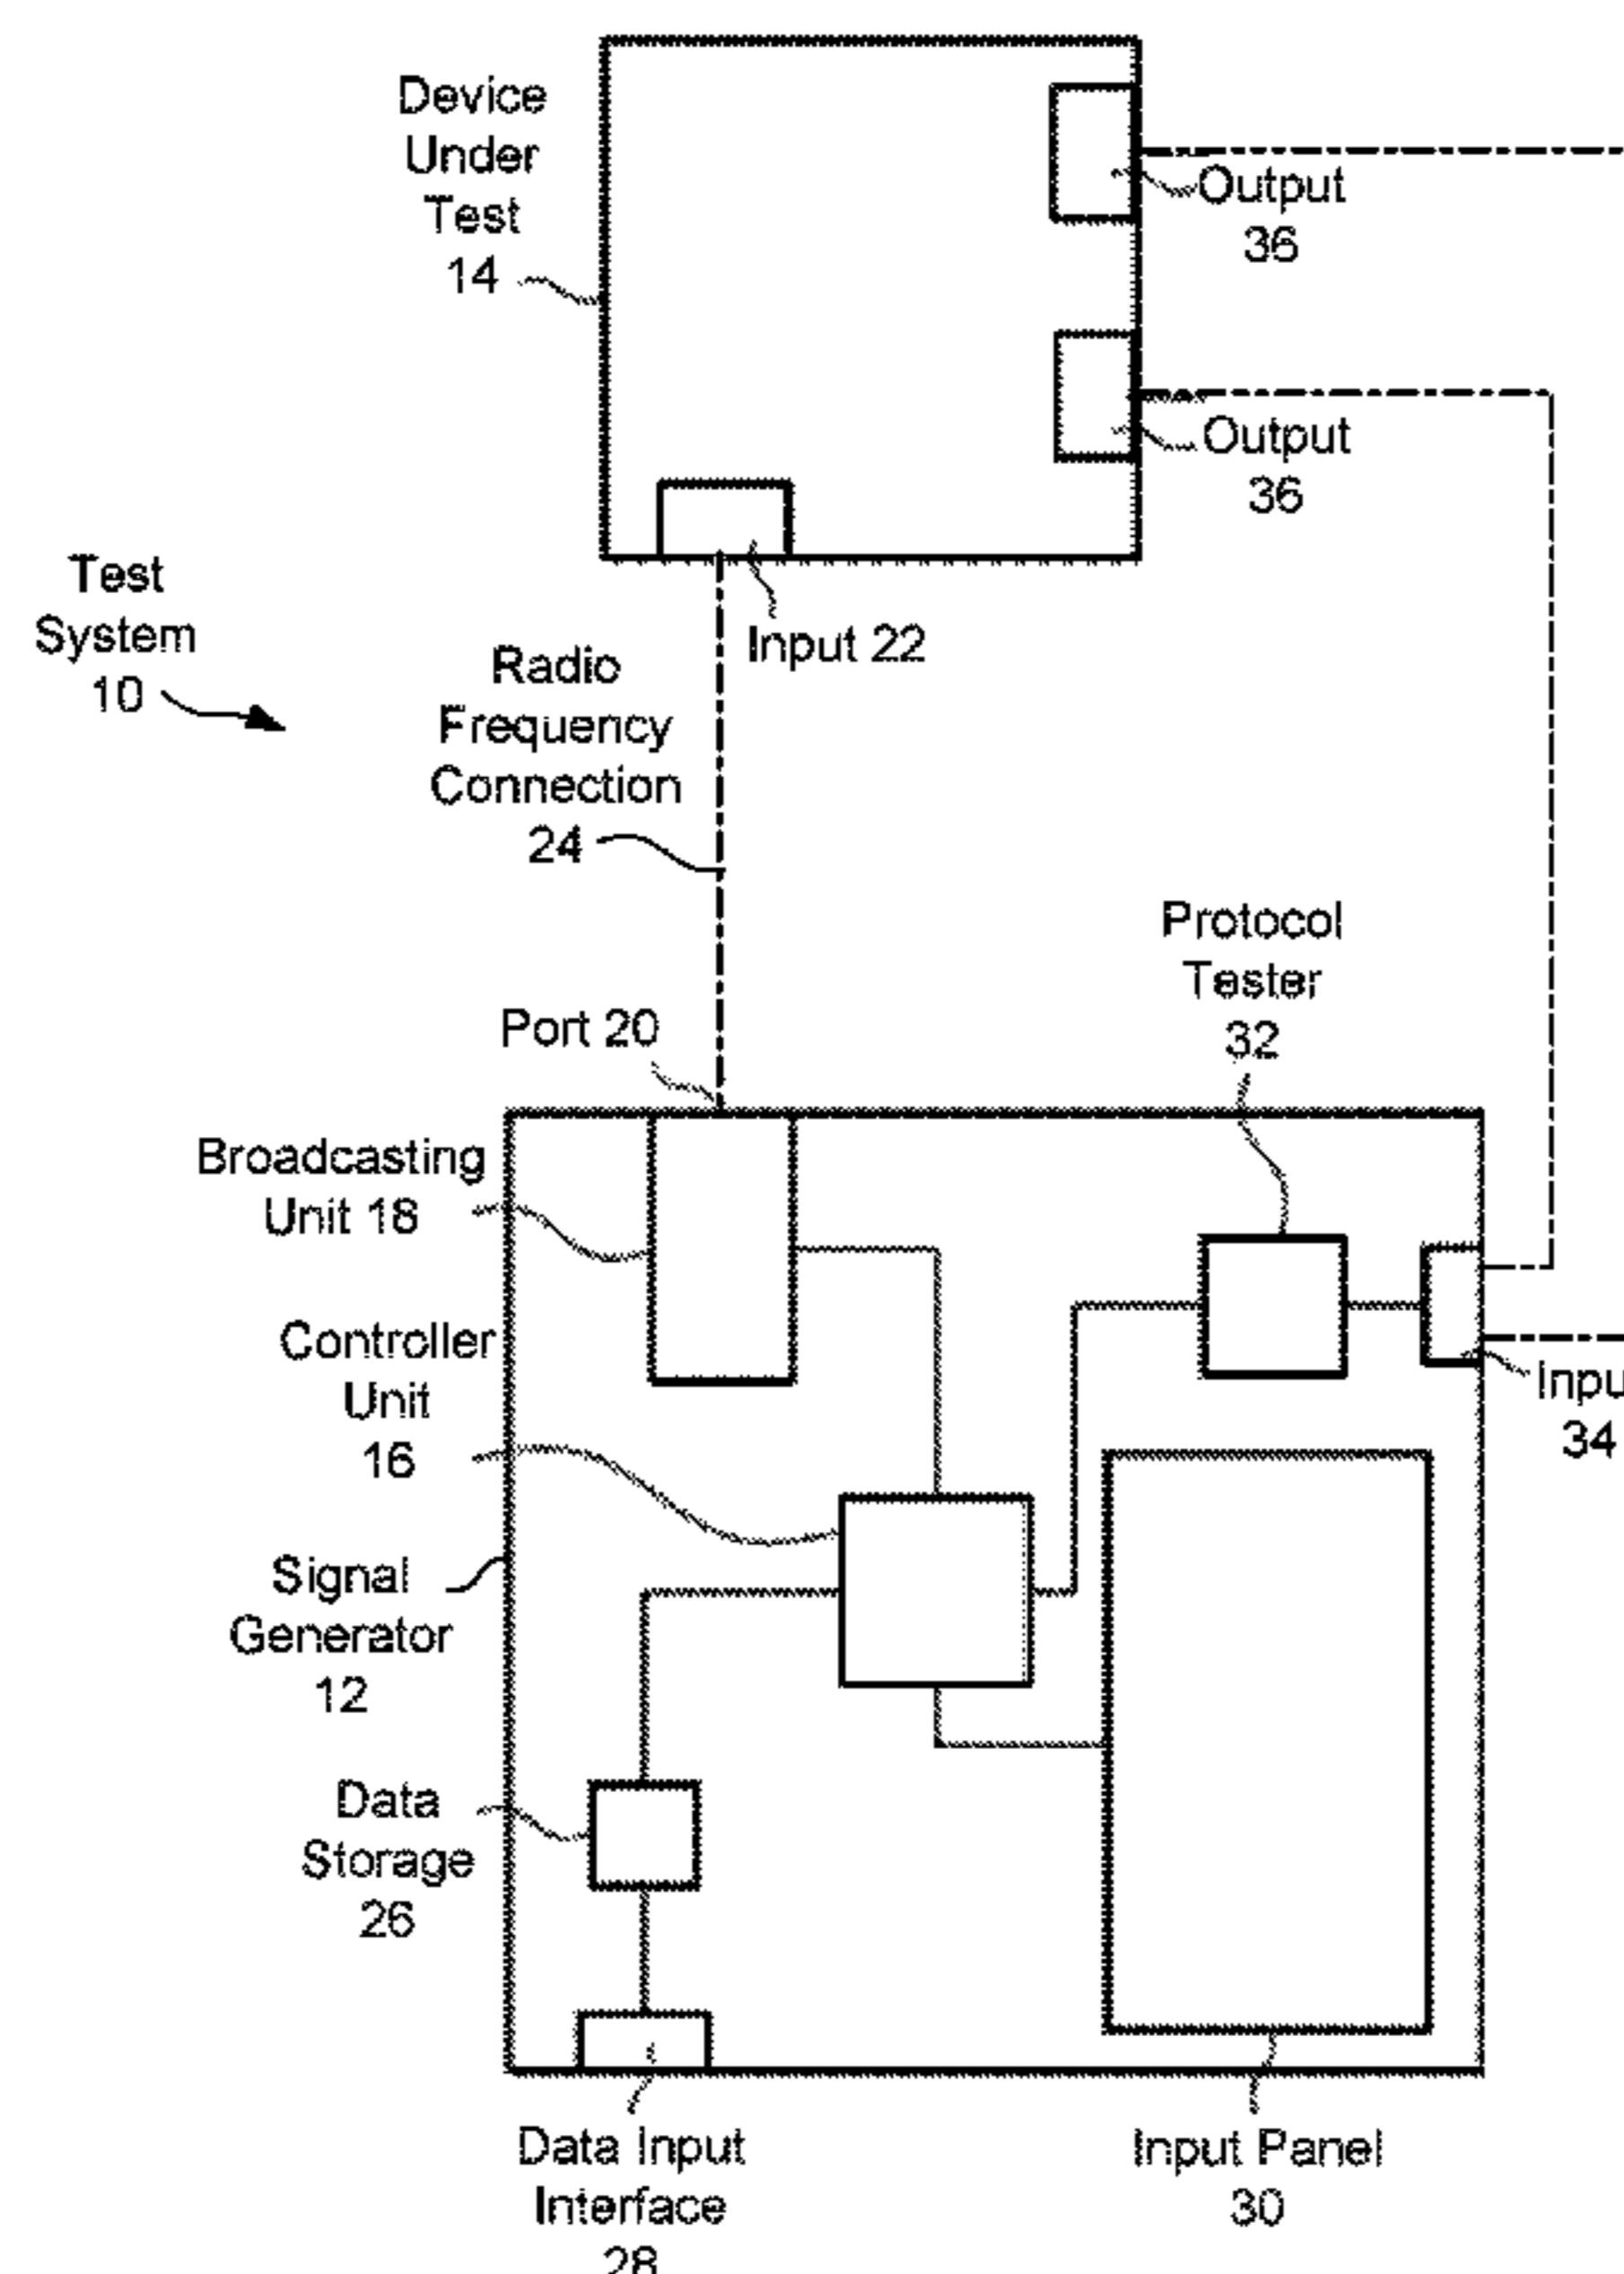 Device
Under
Test
14
Output
36
Output
36
Input 22
Test
System
10
Radio
Frequency
Connection
24
Protocol
Tester
32
Port 20
Broadcasting
Unit 18
Controller
Unit
16
Inpu
34
Signal
Generator
12
Data
Storage
26
Data Input
Interface
28
Input Panel
30